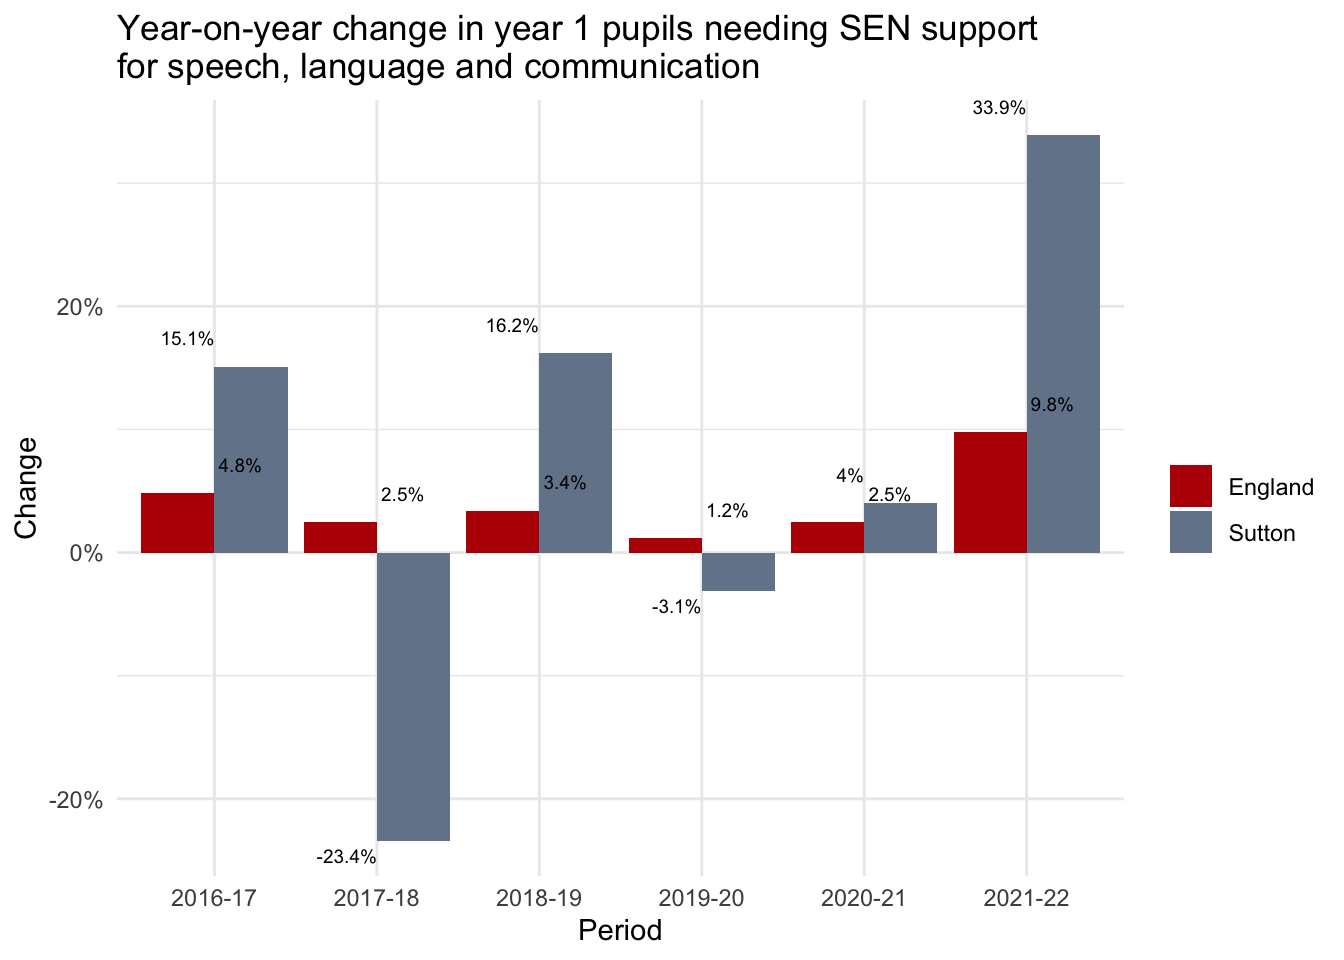 Year-on-year change in year 1 pupils needing SEN support
for speech, language and communication
33.9%
20%
16.2%
15.1%
9.8%
4.8%
4%
3.4%
2.5%
2.5%
1.2%
Change
England
Sutton
0%
-3.1%
-20%
-23.4%
2016-17 2017-18 2018-19 2019-20 2020-21 2021-22
Period